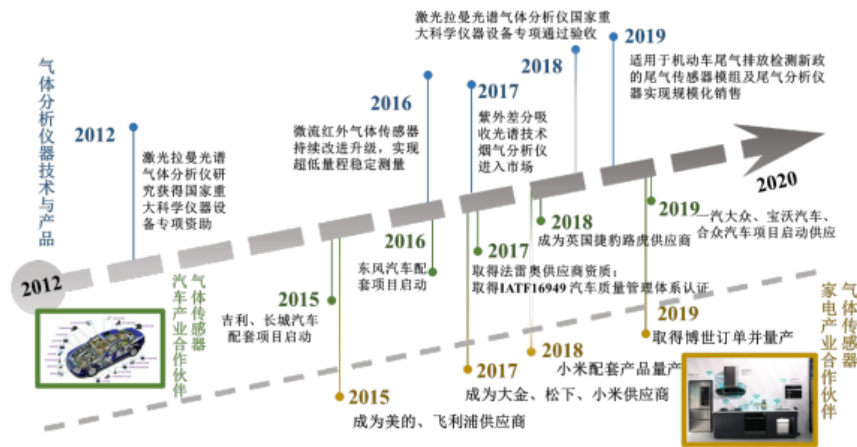 激光拉曼光谱气体分析仪国家重
大科学仪器设备专项通过验收
2019
适用于机动车尾气排放检测新政
的尾气传感器模组及尾气分析仪
器实现规模化销售
2018
气体分析仪器技术与产品
2012
激光拉曼光谱
气体分析仪研
究获得国家重
大科学仪器设
备专项资助
2016
微流红外气体传感器
持续改进升级，实现
超低量程稳定测量
2017
紫外差分吸
收光谱技术
烟气分析仪
进入市场
2020
2012
气体传感器
汽车产业合作伙伴
2015
吉利、长城汽车
配套项目启动
2016
东风汽车配
套项目启动
2017
取得法雷奥供应商资质；
取得IATF16949 汽车质量管理体系认证
2018
成为英国捷豹路虎供应商
2019
一汽大众、宝沃汽车、
合众汽车项目启动供应
2015
成为美的、飞利浦供应商
2017
成为大金、松下、小米供应商
2018
小米配套产品量产
2019
取得博世订单并量产
气体传感器
家电产业合作伙伴